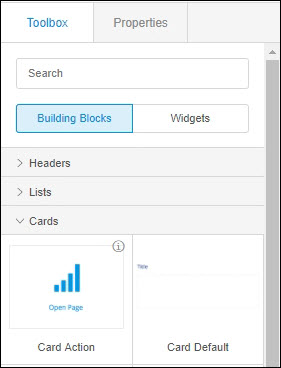 Toolbox Properties
Search
Building Blocks Widgets
Headers
Lists
Cards
Title
Open Page
Card Action Card Default